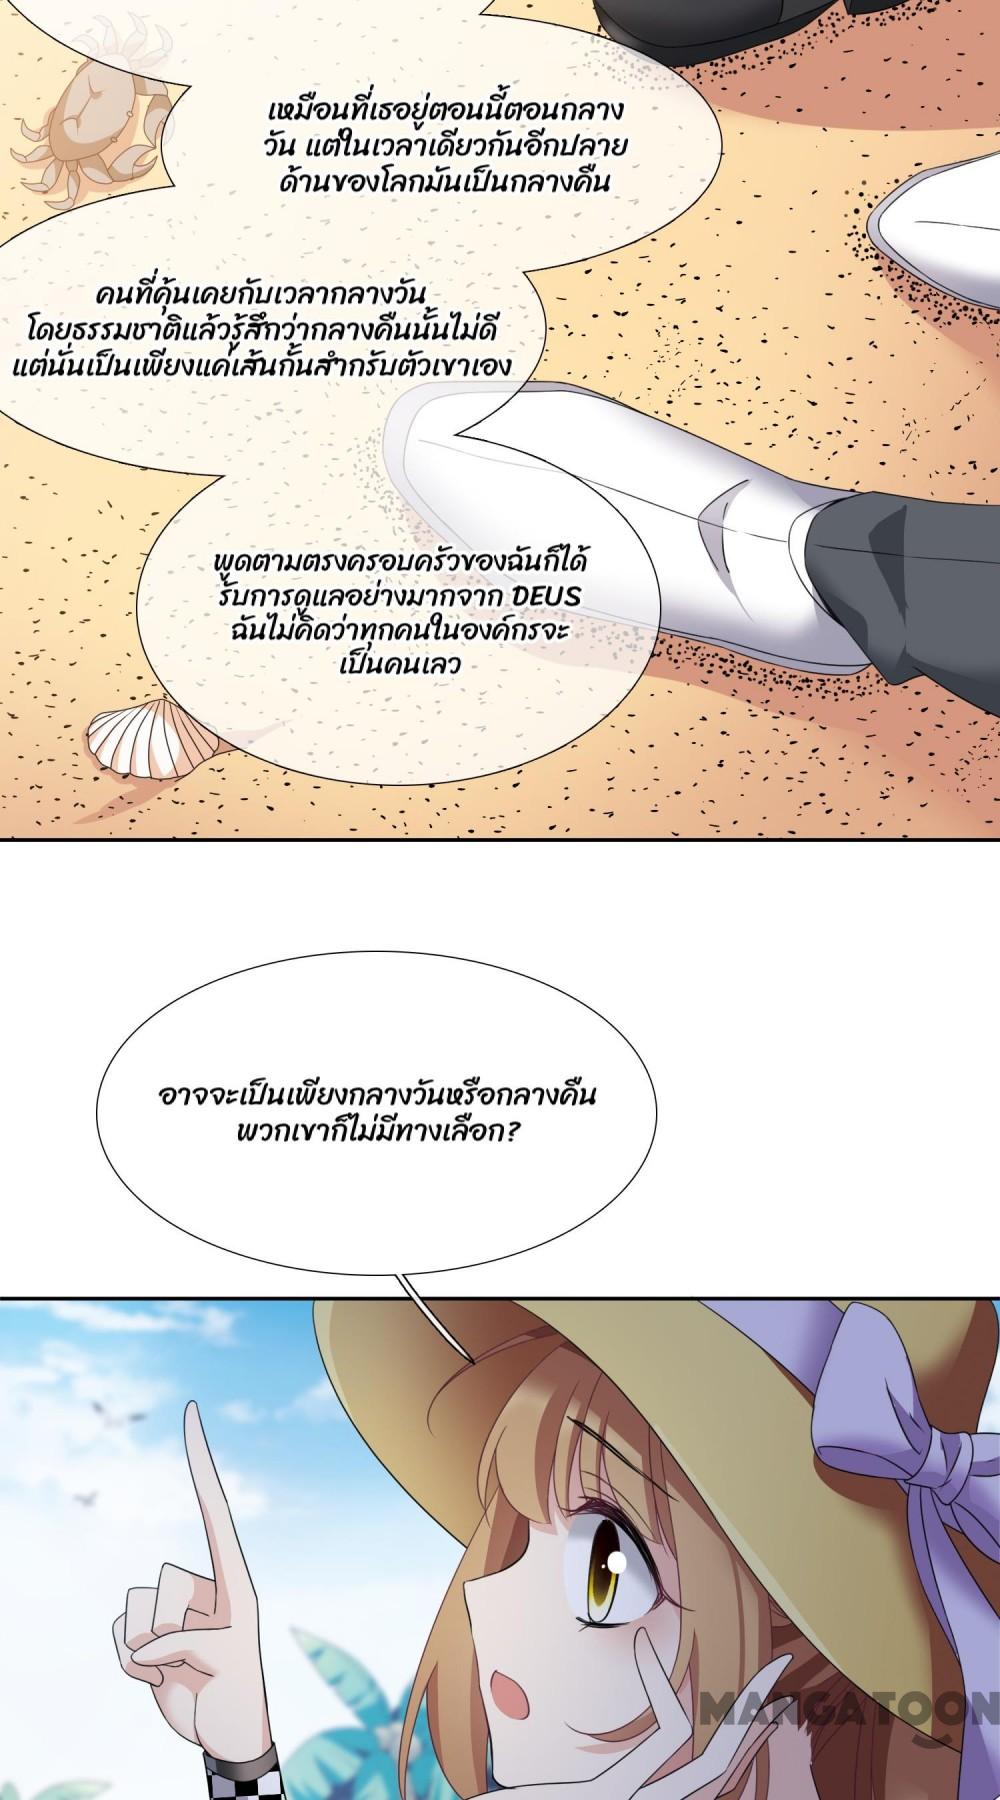 เหมือนที่เธออยู่ตอนนี้ตอนกลาง
วัน แต่ในเวลาเดียวกันอีกปลาย
ด้านของโลกมันเป็นกลางคืน
คนที่คุ้นเคยกับเวลากลางวัน
โดยธรรมชาติแล้วรู้สึกว่ากลางคืนนั้นไม่ดี
แต่นั่นเป็นเพียงแค่เส้นกั้นสำหรับตัวเขาเอง
พูดตามตรงครอบครัวของฉันก็ได้
รับการดูแลอย่างมากจาก DEUS
ฉันไม่คิดว่าทุกคนในองค์กรจะ
เป็นคนเลว
อาจจะเป็นเพียงกลางวันหรือกลางคืน
พวกเขาก็ไม่มีทางเลือก?
MANGATOON